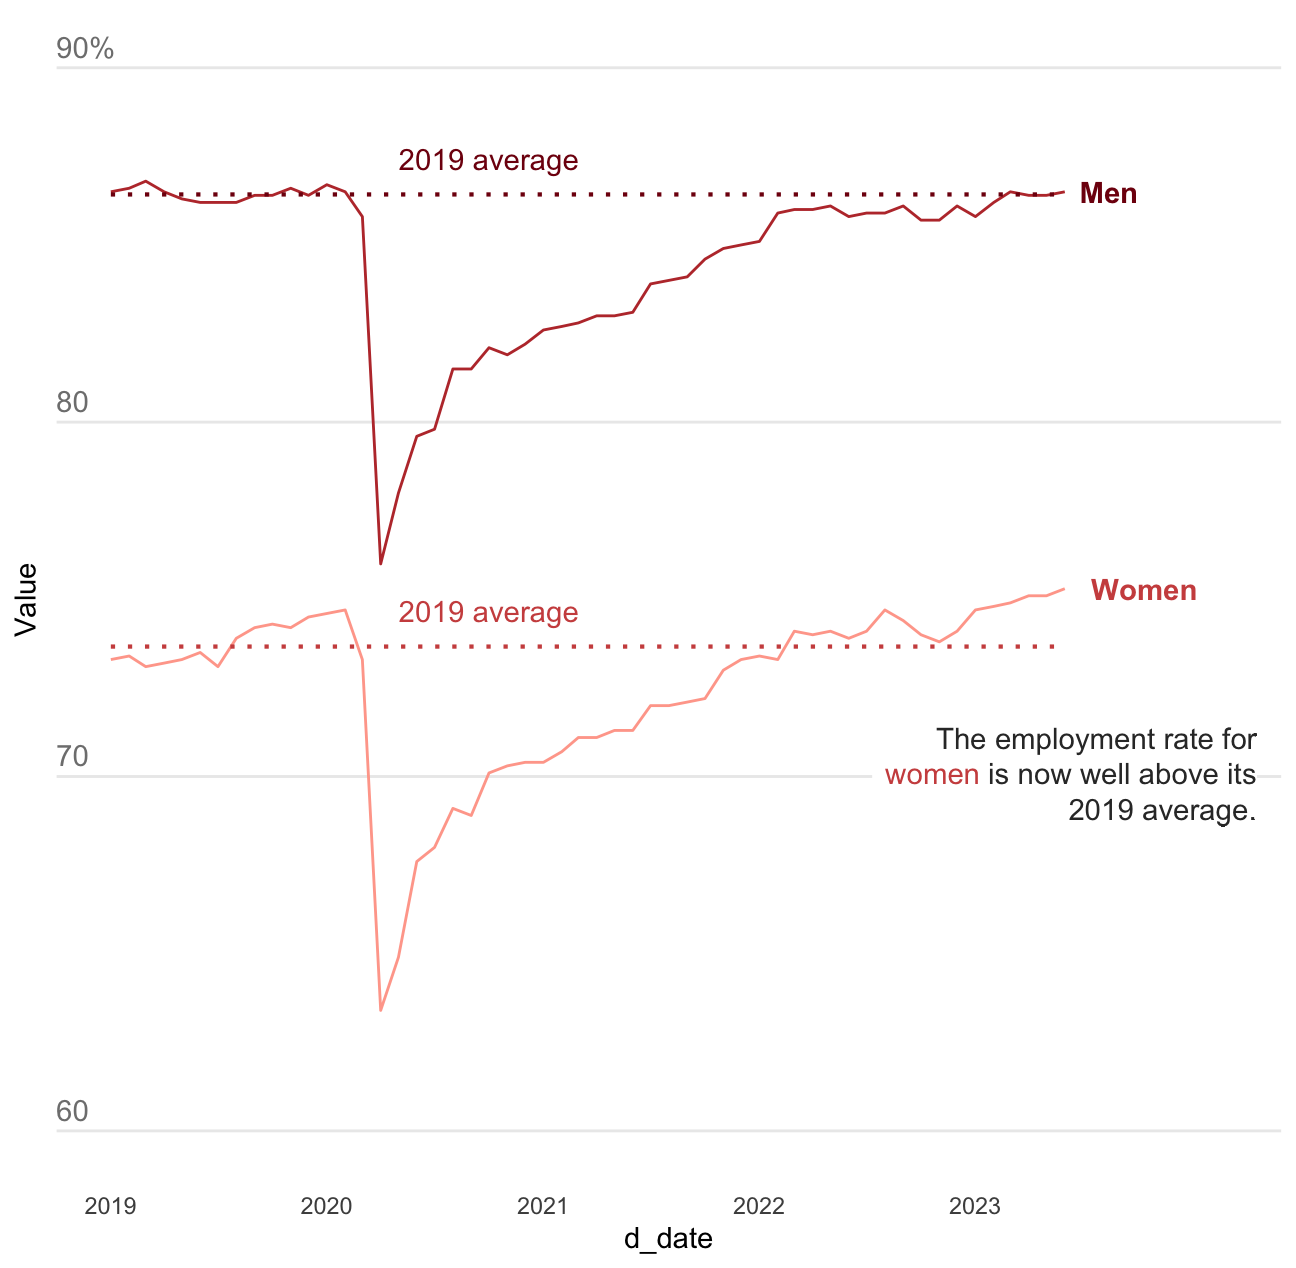 90%
2019 average
Men
80
Value
2019 average
Women
The employment rate for
70
women is now well above its
2019 average.
60
2019 2020 2021 2022 2023
d_date